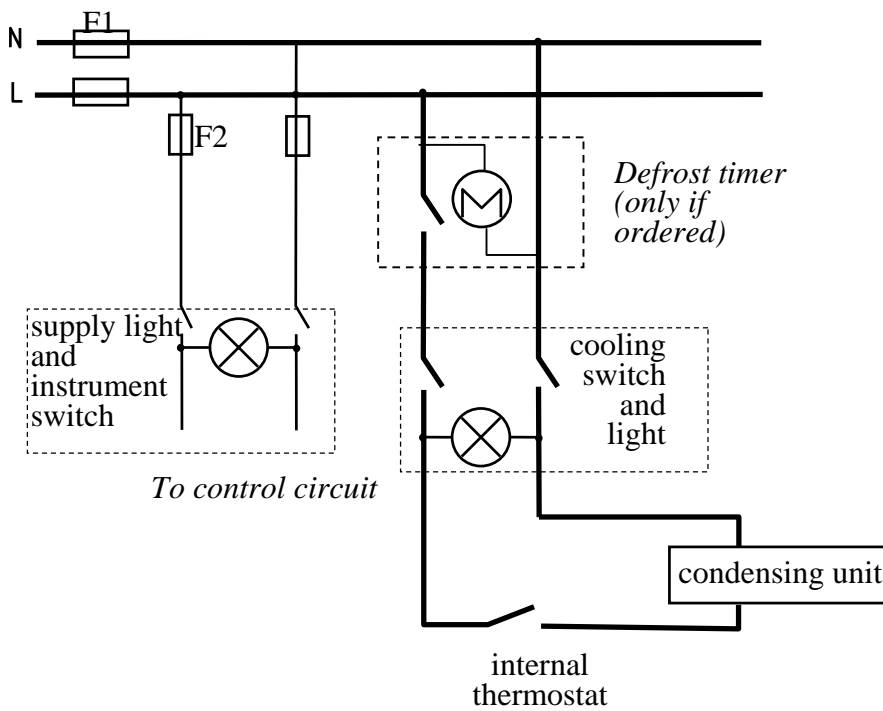 F1
N
L
F2
Defrost timer
(only if
ordered)
supply light
and
instrument
switch
cooling
switch
and
light
To control circuit
condensing unit
internal
thermostat